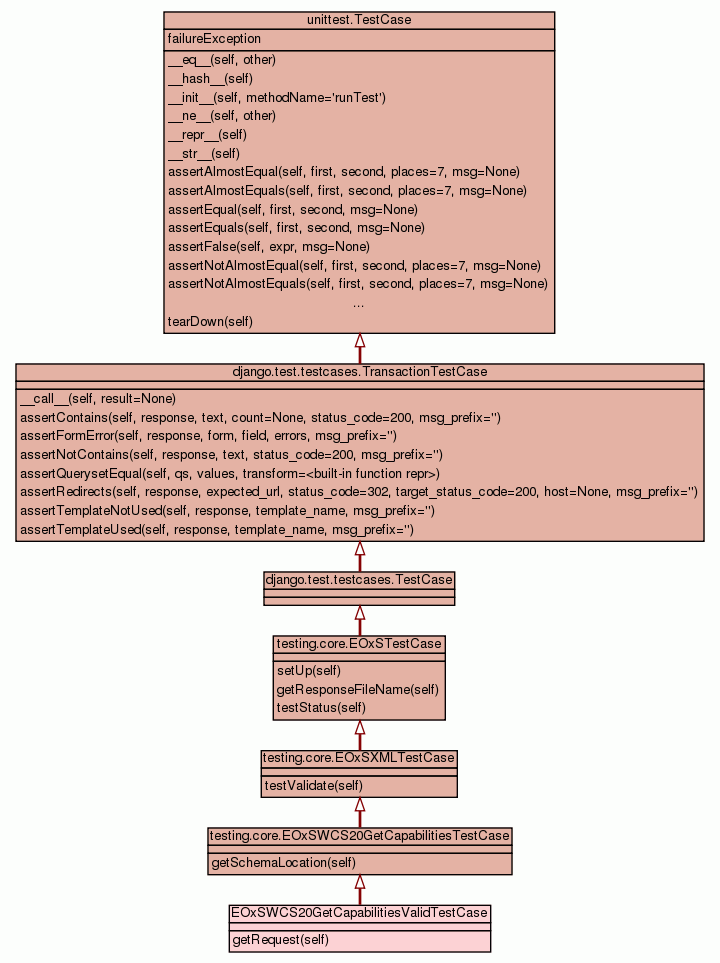 unittest.TestCase
failureException
__eq__(self, other)
__hash__(self)
__init__(self, methodName='runTest')
__ne__(self, other)
__repr__(self)
__str__(self)
assertAlmostEqual(self, first, second, places=7, msg=None)
assertAlmostEquals(self, first, second, places=7, msg=None)
assertEqual(self, first, second, msg=None)
assertEquals(self, first, second, msg=None)
assertFalse(self, expr, msg=None)
assertNotAlmostEqual(self, first, second, places=7, msg=None)
assertNotAlmostEquals(self, first, second, places=7, msg=None)
...
tearDown(self)
django.test.testcases.TransactionTestCase
__call__(self, result=None)
assertContains(self, response, text, count=None, status_code=200, msg_prefix='')
assertFormError(self, response, form, field, errors, msg_prefix='')
assertNotContains(self, response, text, status_code=200, msg_prefix='')
assertQuerysetEqual(self, qs, values, transform=<built-in function repr>)
assertRedirects(self, response, expected_url, status_code=302, target_status_code=200, host=None, msg_prefix='')
assertTemplateNotUsed(self, response, template_name, msg_prefix='')
assertTemplateUsed(self, response, template_name, msg_prefix='')
django.test.testcases.TestCase
testing.core.EOxSTestCase
setUp(self)
getResponseFileName(self)
testStatus(self)
testing.core.EOxSXMLTestCase
testValidate(self)
testing.core.EOxSWCS20GetCapabilitiesTestCase
getSchemaLocation(self)
EOxSWCS20GetCapabilitiesValidTestCase
getRequest(self)